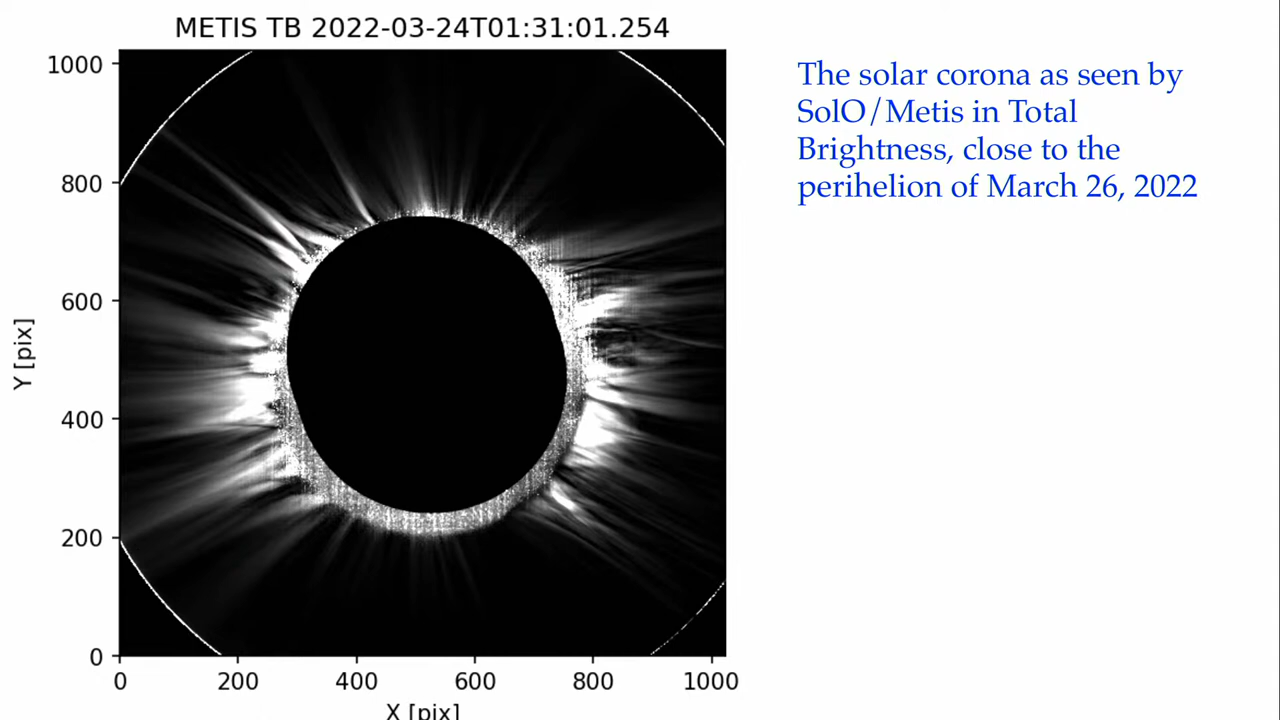 METIS TB 2022-03-24T01:31:01.254
The solar corona as seen by
SolO/Metis in Total
Brightness, close to the
perihelion of March 26, 2022
1000
800
600
400
200
0
Y [pix]
0 200 400 600 800 1000
X [pix]